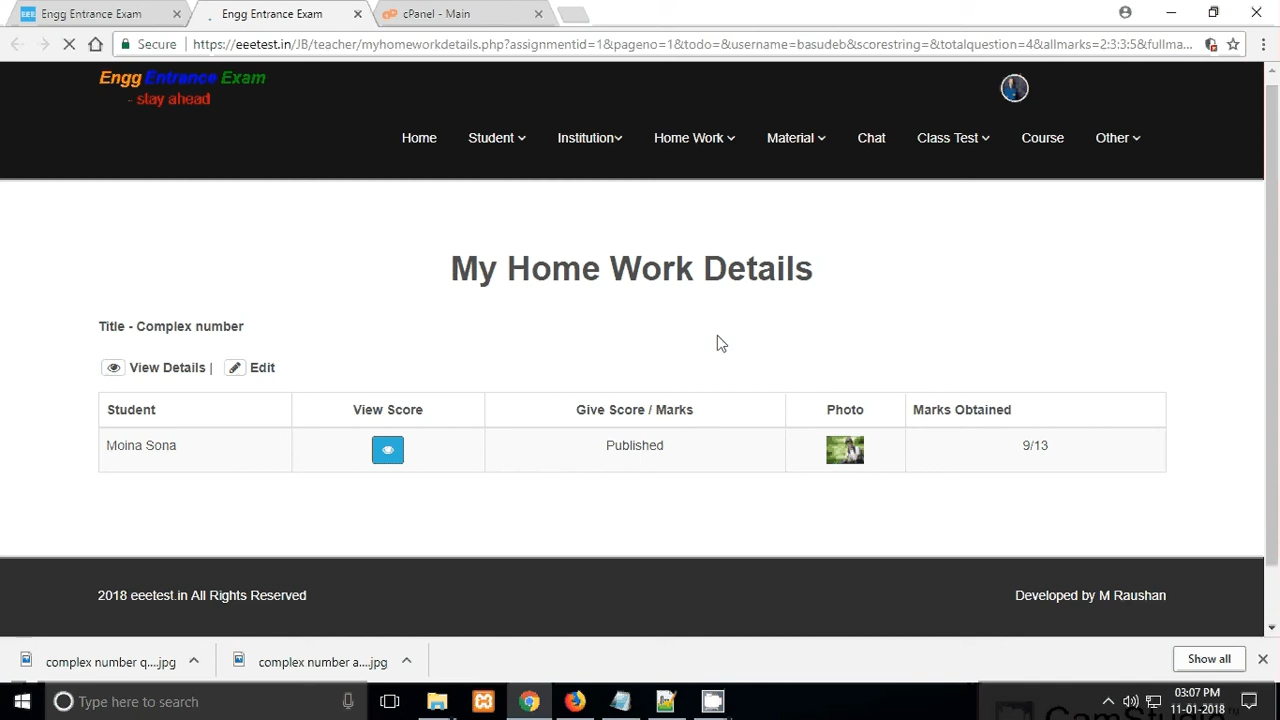 Engg Entrance Exam
Engg Entrance Exam
cPanel - Main
Secure
https://eeetest.in/JB/teacher/myhomeworkdetails.php?assignmentid=1&pageno=1&todo=&username=basudeb&scorestring=&totalquestion=4&allmarks=2:3:3:5&fullma...
Engg Entrance Exam
- stay ahead
Home Student Institution Home Work Material Chat Class Test Course Other
My Home Work Details
Title - Complex number
View Details | Edit
Student View Score Give Score / Marks Photo Marks Obtained
Moina Sona Published 9/13
2018 eeetest.in All Rights Reserved Developed by M Raushan
complex number q....jpg complex number a....jpg Show all
Type here to search
03:07 PM
11-01-2018